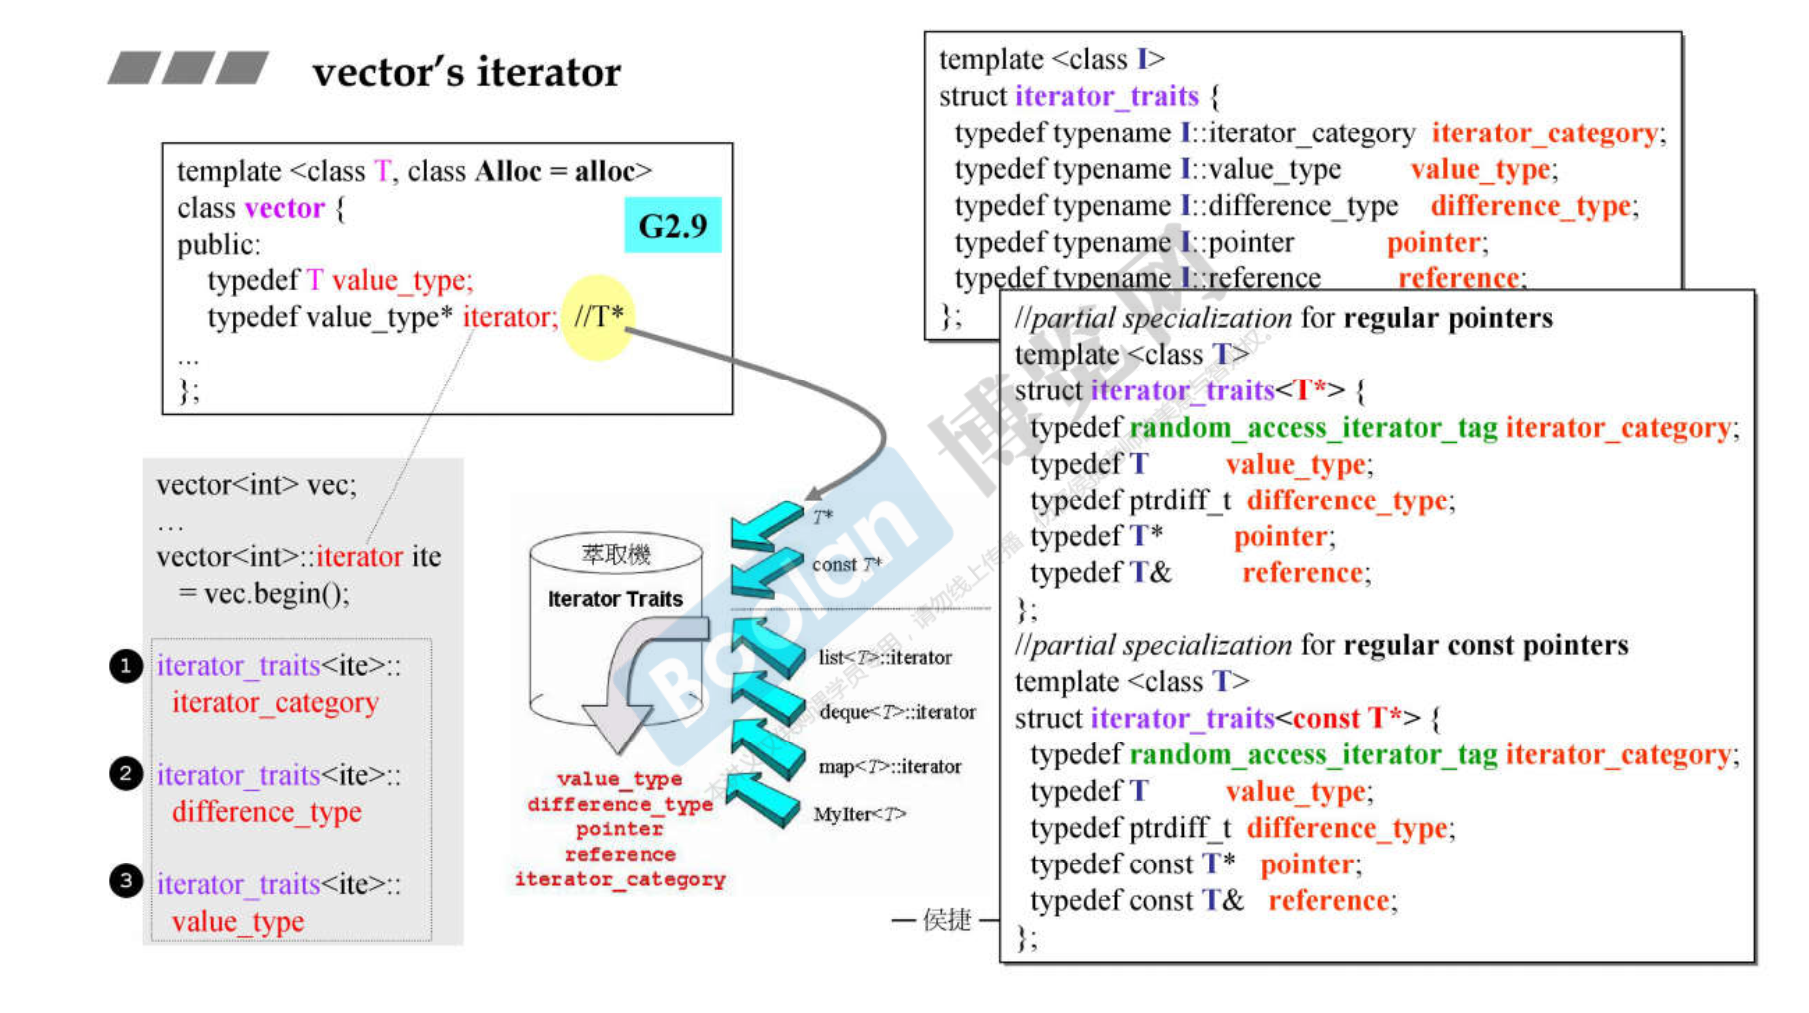 vector's iterator
template <class T, class Alloc = alloc>
class vector {
public:
typedef T value_type;
typedef value_type* iterator; //T*
...
};
G2.9
vector<int> vec;
…
vector<int>::iterator ite
= vec.begin();
1 iterator_traits<ite>::
iterator_category
2 iterator_traits<ite>::
difference_type
3 iterator_traits<ite>::
value_type
萃取機
Iterator Traits
T*
const T*
list<T>::iterator
deque<T>::iterator
map<T>::iterator
MyIter<T>
value_type
difference_type
pointer
reference
iterator_category
template <class I>
struct iterator_traits {
typedef typename I::iterator_category iterator_category;
typedef typename I::value_type value_type;
typedef typename I::difference_type difference_type;
typedef typename I::pointer pointer;
typedef typename I::reference reference;
};
//partial specialization for regular pointers
template <class T>
struct iterator_traits<T*> {
typedef random_access_iterator_tag iterator_category;
typedef T value_type;
typedef ptrdiff_t difference_type;
typedef T* pointer;
typedef T& reference;
};
//partial specialization for regular const pointers
template <class T>
struct iterator_traits<const T*> {
typedef random_access_iterator_tag iterator_category;
typedef T value_type;
typedef ptrdiff_t difference_type;
typedef const T* pointer;
typedef const T& reference;
};
— 侯捷 —
Boolan
博览网